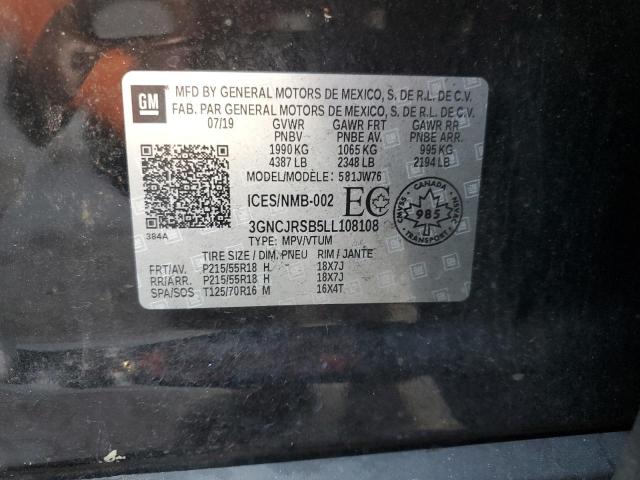 GM
MFD BY GENERAL MOTORS DE MEXICO, S. DE R.L. DE C.V.
FAB. PAR GENERAL MOTORS DE MEXICO, S. DE R.L. DE C.V.
07/19 GVWR GAWR FRT GAWR RR
PNBV PNBE AV. PNBE ARR.
1990 KG 1065 KG 995 KG
4387 LB 2348 LB 2194 LB
MODEL/MODÈLE: 581JW76
ICES/NMB-002 EC
3GNCJRSB5LL108108
TYPE: MPV/VTUM
384A
CANADA
CMVSS 985 NSVAC
TIRE SIZE / DIM. PNEU RIM / JANTE
FRT/AV. P215/55R18 H 18X7J
RR/ARR. P215/55R18 H 18X7J
SPA/SOS T125/70R16 M 16X4T